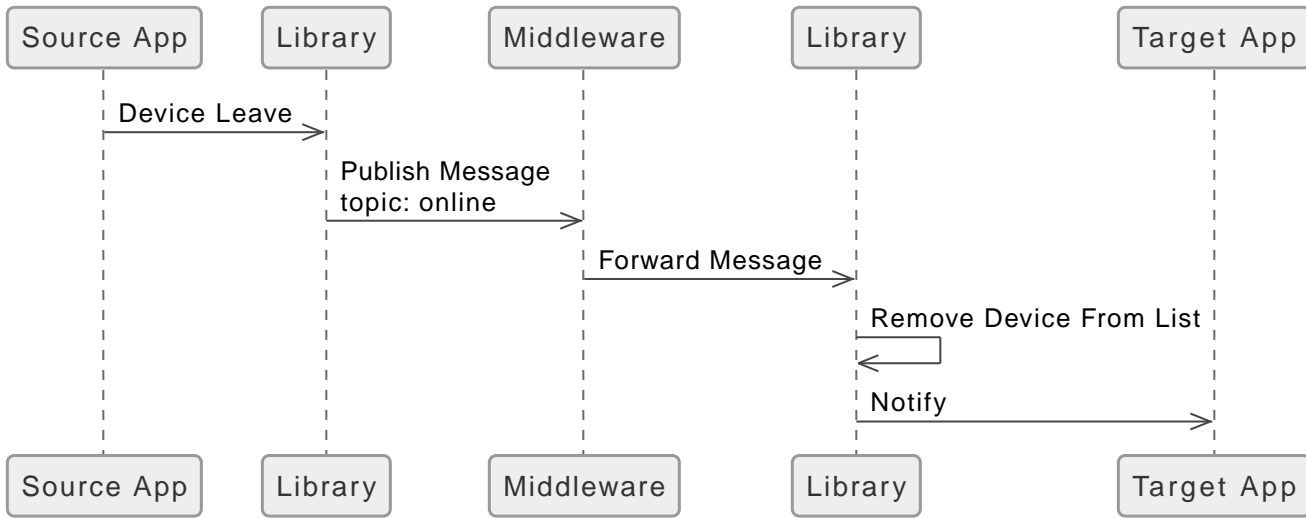 Source App
Library
Middleware
Library
Target App
Device Leave
Publish Message
topic: online
Forward Message
Remove Device From List
Notify
Source App
Library
Middleware
Library
Target App